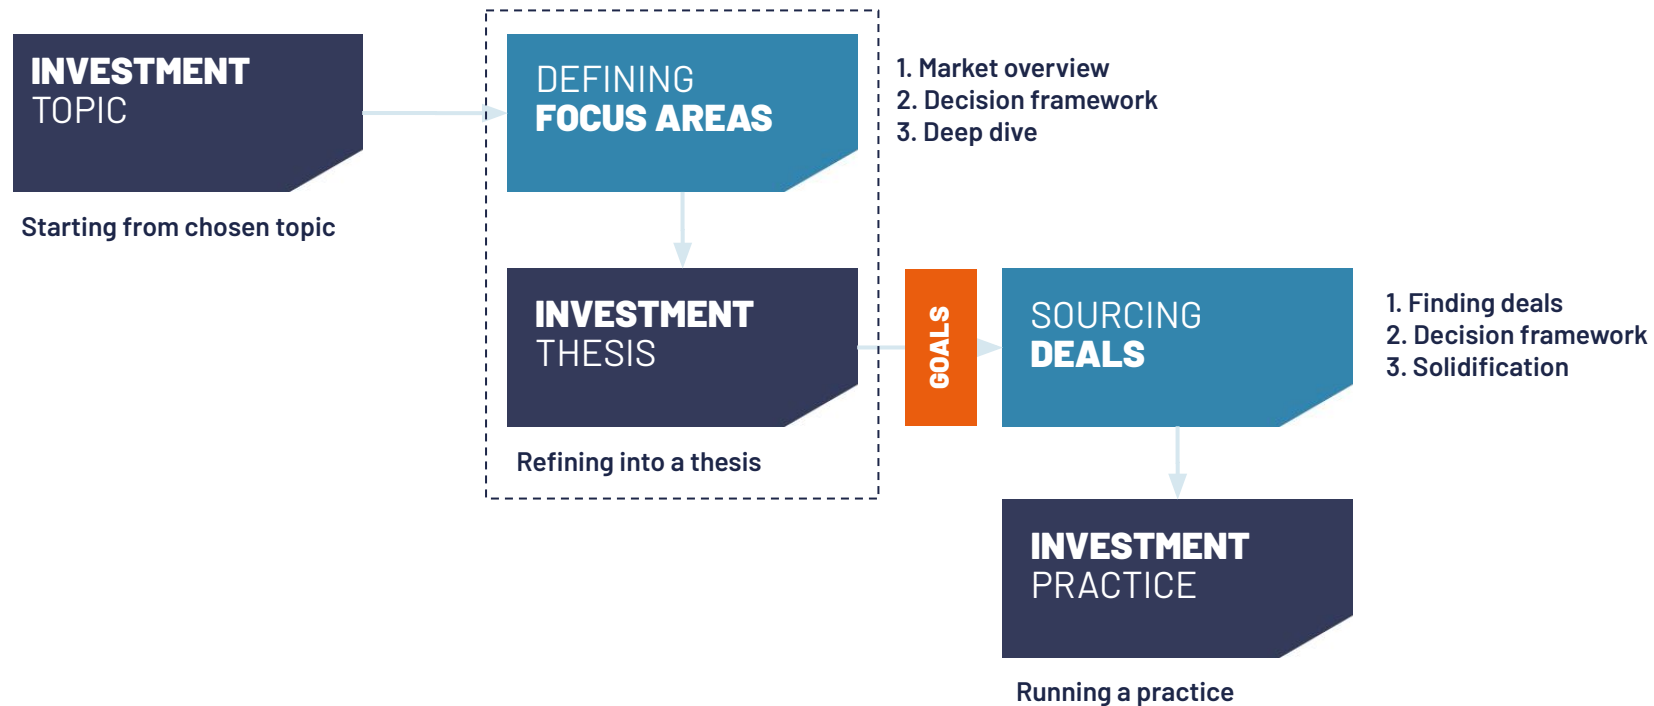 INVESTMENT
TOPIC
Starting from chosen topic
DEFINING
FOCUS AREAS
1. Market overview
2. Decision framework
3. Deep dive
INVESTMENT
THESIS
Refining into a thesis
GOALS
SOURCING
DEALS
1. Finding deals
2. Decision framework
3. Solidification
INVESTMENT
PRACTICE
Running a practice